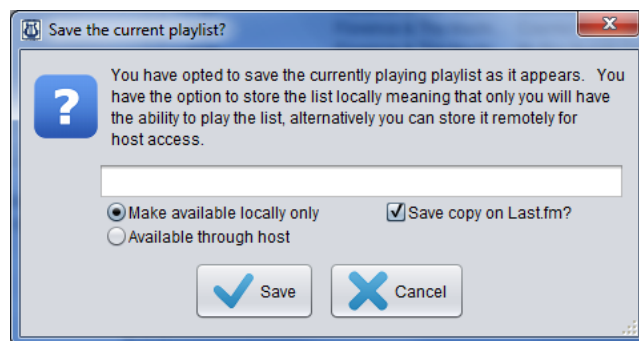 Save the current playlist?
You have opted to save the currently playing playlist as it appears. You
have the option to store the list locally meaning that only you will have
the ability to play the list, alternatively you can store it remotely for
host access.
Make available locally only
Save copy on Last.fm?
Available through host
Save
Cancel